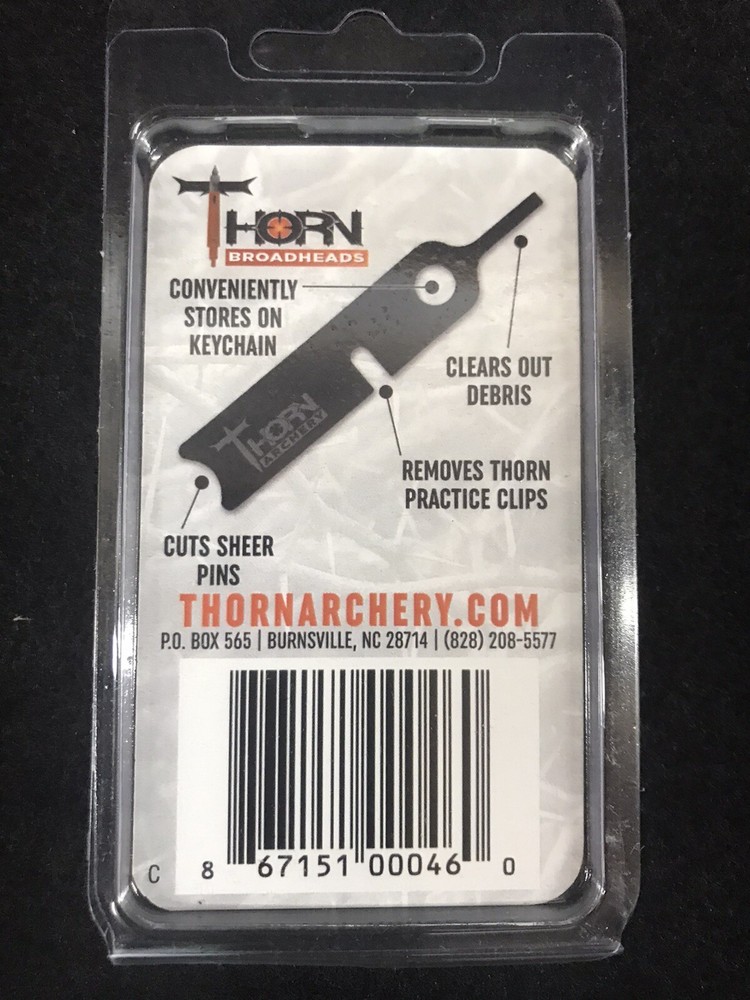 THORN
BROADHEADS
CONVENIENTLY
STORES ON
KEYCHAIN
CLEARS OUT
DEBRIS
THORN
ARCHERY
REMOVES THORN
PRACTICE CLIPS
CUTS SHEER
PINS
THORNARCHERY.COM
P.O. BOX 565 | BURNSVILLE, NC 28714 | (828) 208-5577
C 8 67151 00046 0